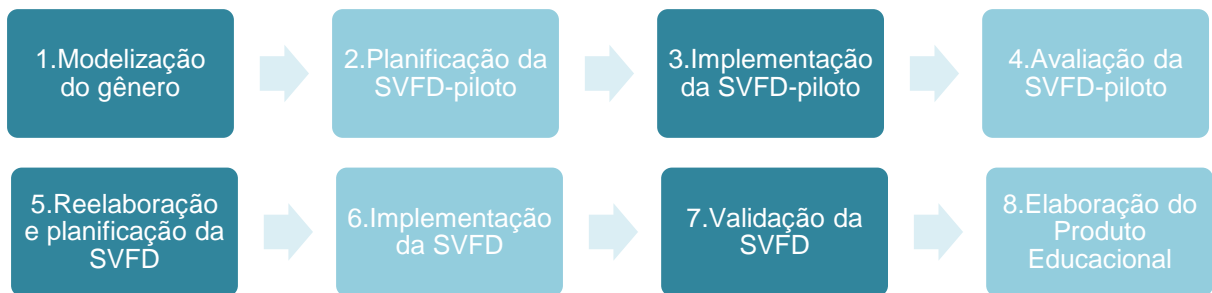 1.Modelização
do gênero
2.Planificação da
SVFD-piloto
3.Implementação
da SVFD-piloto
4.Avaliação da
SVFD-piloto
5.Reelaboração
e planificação da
SVFD
6.Implementação
da SVFD
7.Validação da
SVFD
8.Elaboração do
Produto
Educacional